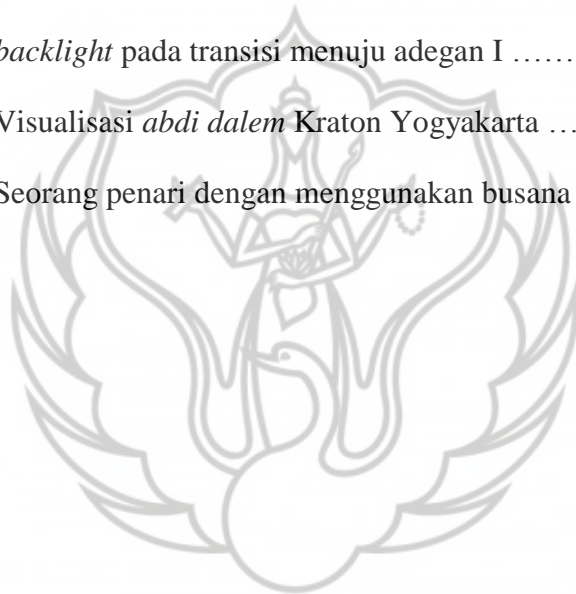 backlight pada transisi menuju adegan I ……
Visualisasi abdi dalem Kraton Yogyakarta …
Seorang penari dengan menggunakan busana